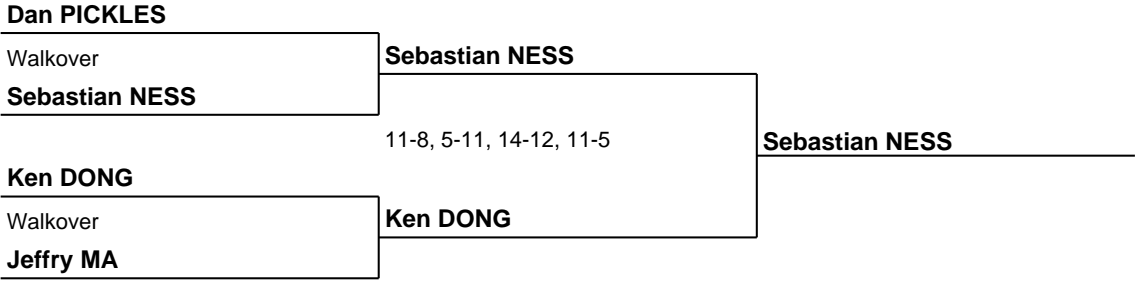 Dan PICKLES
Walkover
Sebastian NESS
Sebastian NESS
11-8, 5-11, 14-12, 11-5
Sebastian NESS
Ken DONG
Walkover
Ken DONG
Jeffry MA